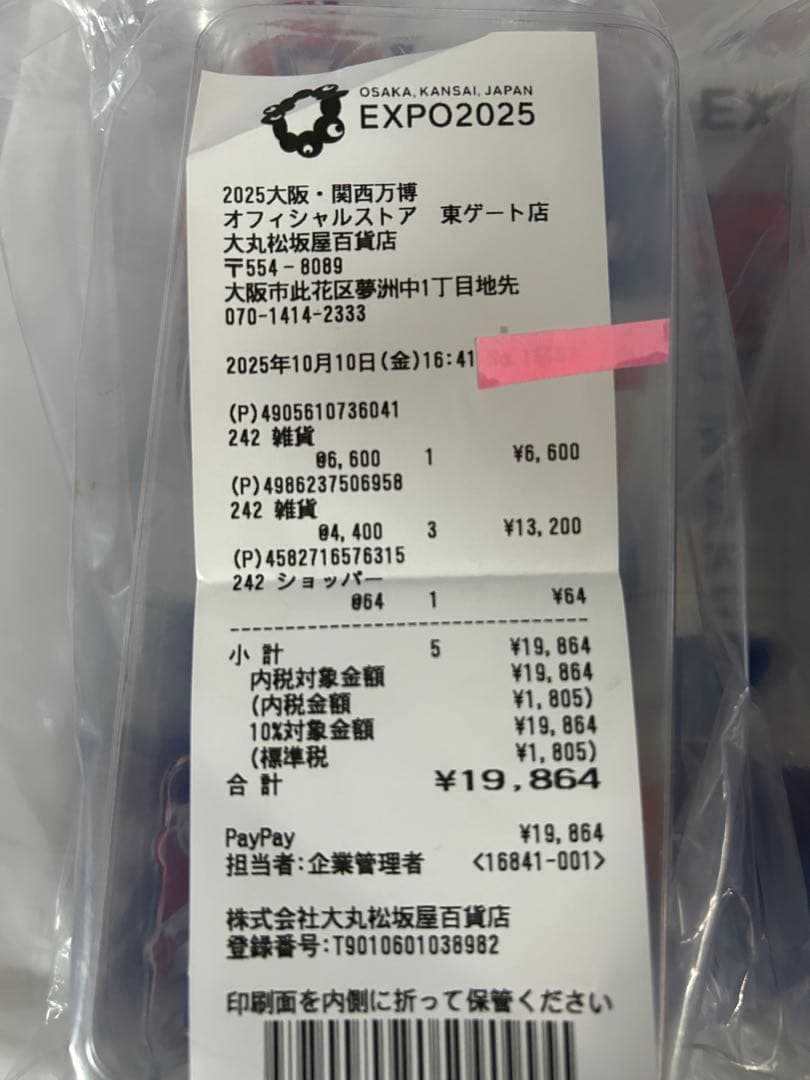 OSAKA, KANSAI, JAPAN
EXPO2025
EX
2025大阪・関西万博
オフィシャルストア 東ゲート店
大丸松坂屋百貨店
〒554-8089
大阪市此花区夢洲中1丁目地先
070-1414-2333
2025年10月10日(金)16:41
(P)4905610736041
242 雑貨
@6,600 1 ¥6,600
(P)4986237506958
242 雑貨
@4,400 3 ¥13,200
(P)4582716576315
242 ショッパー
@64 1 ¥64
小計 5 ¥19,864
内税対象金額 ¥19,864
(内税金額 ¥1,805)
10%対象金額 ¥19,864
(標準税 ¥1,805)
合計 ¥19,864
PayPay ¥19,864
担当者:企業管理者 <16841-001>
株式会社大丸松坂屋百貨店
登録番号:T9010601038982
印刷面を内側に折って保管ください